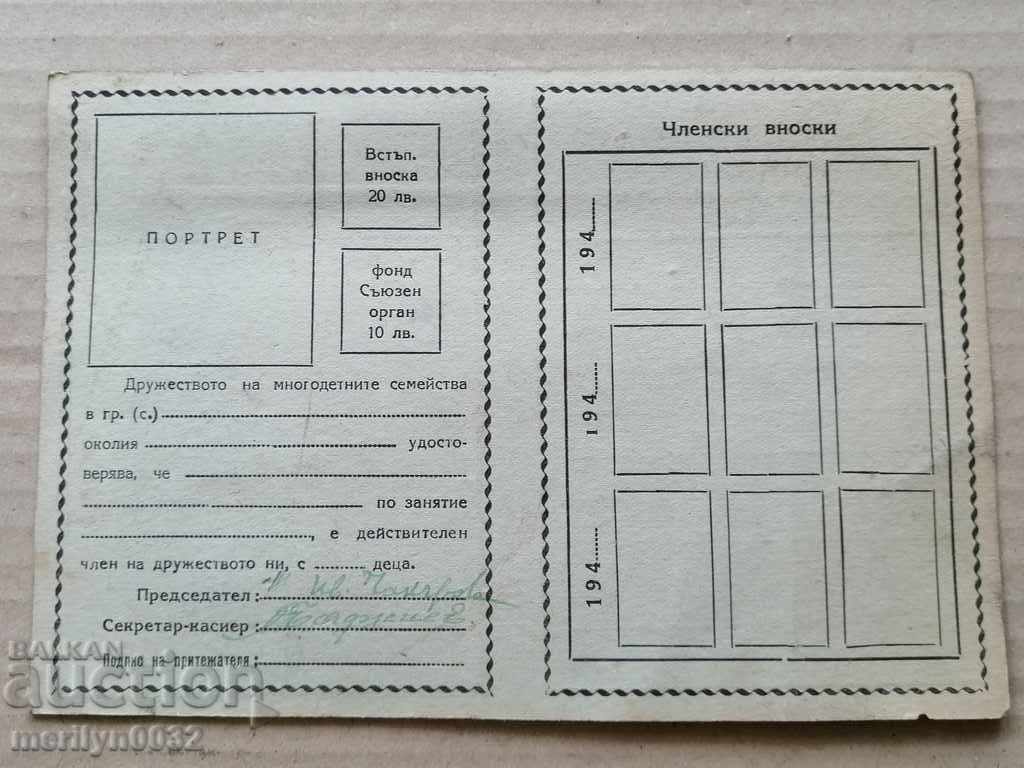 ПОРТРЕТ
Встъп.
вноска
20 лв.
фонд
Съюзен
орган
10 лв.
Дружеството на многодетните семейства
в гр. (с.)
околия удосто-
верява, че
по занятие
, е действителен
член на дружеството ни, с деца.
Председател: Ив.
Секретар-касиер:
Подпис на притежателя:
Членски вноски
194
194
194
BALKAN
auction
merilyn0032